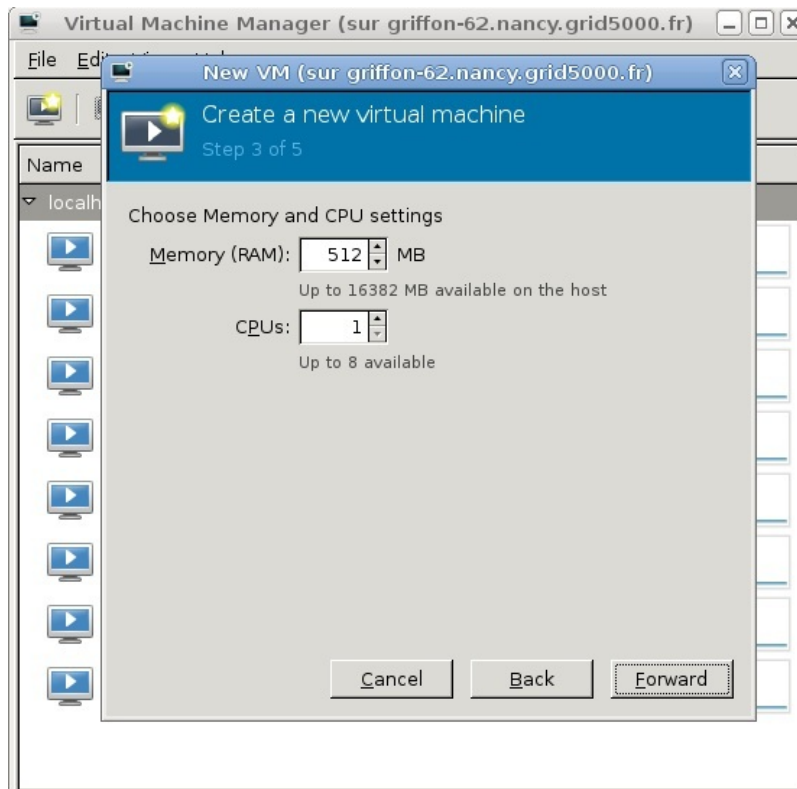 Virtual Machine Manager (sur griffon-62.nancy.grid5000.fr)
File
New VM (sur griffon-62.nancy.grid5000.fr)
Create a new virtual machine
Step 3 of 5
Name
Choose Memory and CPU settings
Memory (RAM): 512 MB
Up to 16382 MB available on the host
CPUs: 1
Up to 8 available
Cancel Back Forward